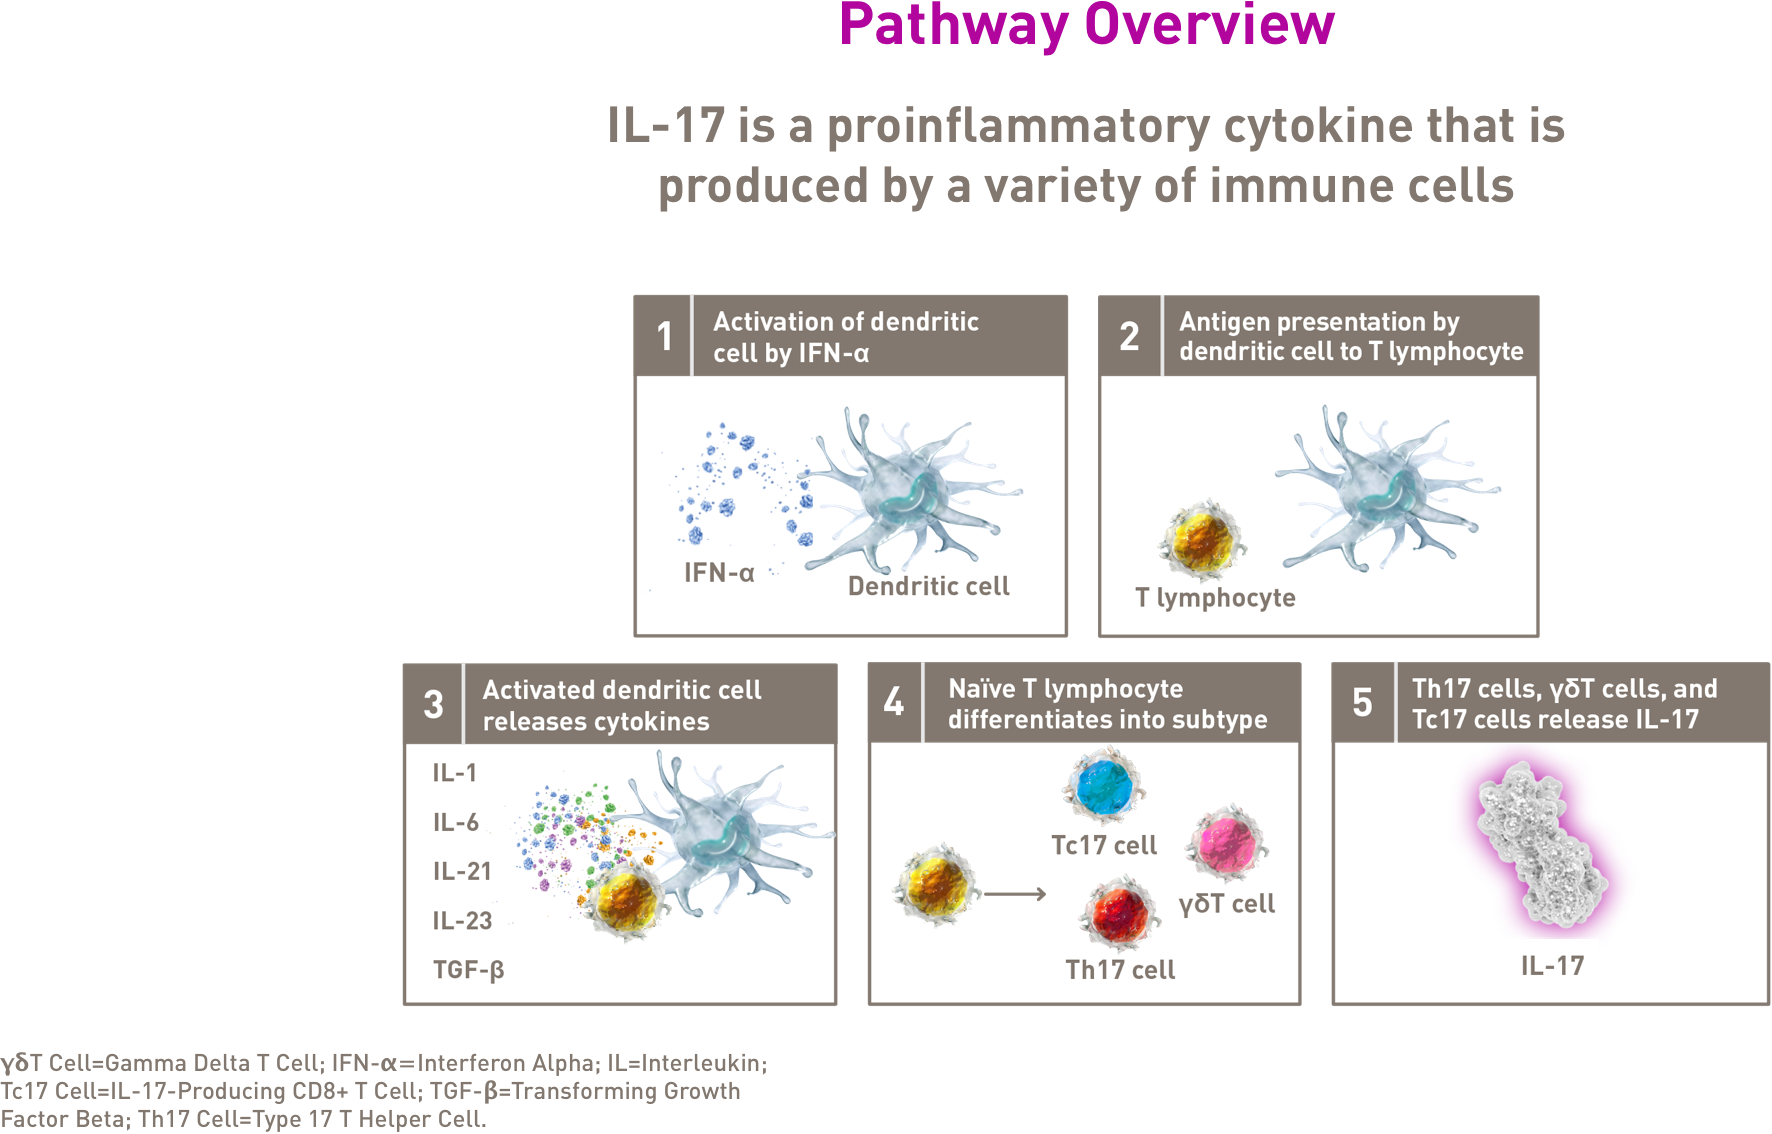 Pathway Overview
IL-17 is a proinflammatory cytokine that is
produced by a variety of immune cells
1
Activation of dendritic
cell by IFN-α
IFN-α
Dendritic cell
2
Antigen presentation by
dendritic cell to T lymphocyte
T lymphocyte
3
Activated dendritic cell
releases cytokines
IL-1
IL-6
IL-21
IL-23
TGF-β
4
Naïve T lymphocyte
differentiates into subtype
Tc17 cell
γδT cell
Th17 cell
5
Th17 cells, γδT cells, and
Tc17 cells release IL-17
IL-17
γδT Cell=Gamma Delta T Cell; IFN-α=Interferon Alpha; IL=Interleukin;
Tc17 Cell=IL-17-Producing CD8+ T Cell; TGF-β=Transforming Growth
Factor Beta; Th17 Cell=Type 17 T Helper Cell.